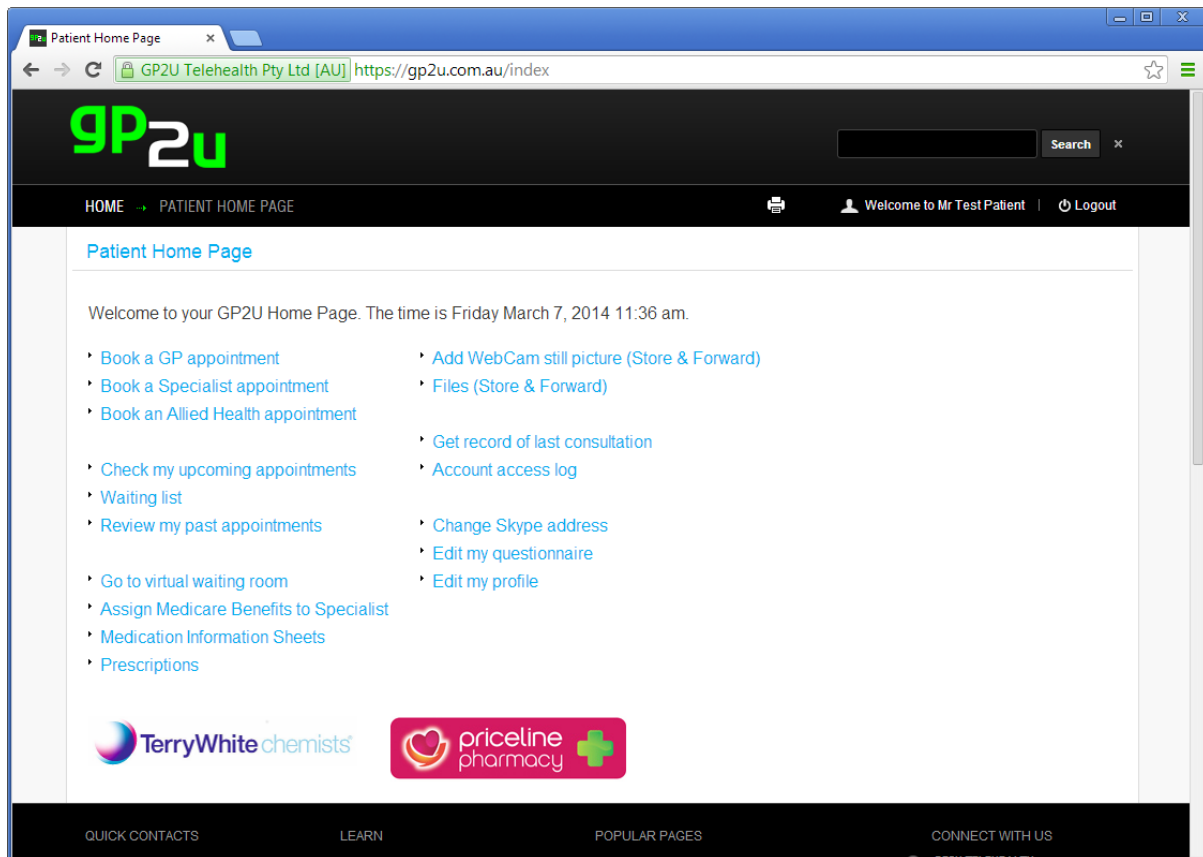 Patient Home Page
GP2U Telehealth Pty Ltd [AU] https://gp2u.com.au/index
gp2u
Search
HOME PATIENT HOME PAGE
Welcome to Mr Test Patient | Logout
Patient Home Page
Welcome to your GP2U Home Page. The time is Friday March 7, 2014 11:36 am.
Book a GP appointment
Book a Specialist appointment
Book an Allied Health appointment
Check my upcoming appointments
Waiting list
Review my past appointments
Go to virtual waiting room
Assign Medicare Benefits to Specialist
Medication Information Sheets
Prescriptions
Add WebCam still picture (Store & Forward)
Files (Store & Forward)
Get record of last consultation
Account access log
Change Skype address
Edit my questionnaire
Edit my profile
TerryWhite chemists
priceline
pharmacy
QUICK CONTACTS
LEARN
POPULAR PAGES
CONNECT WITH US